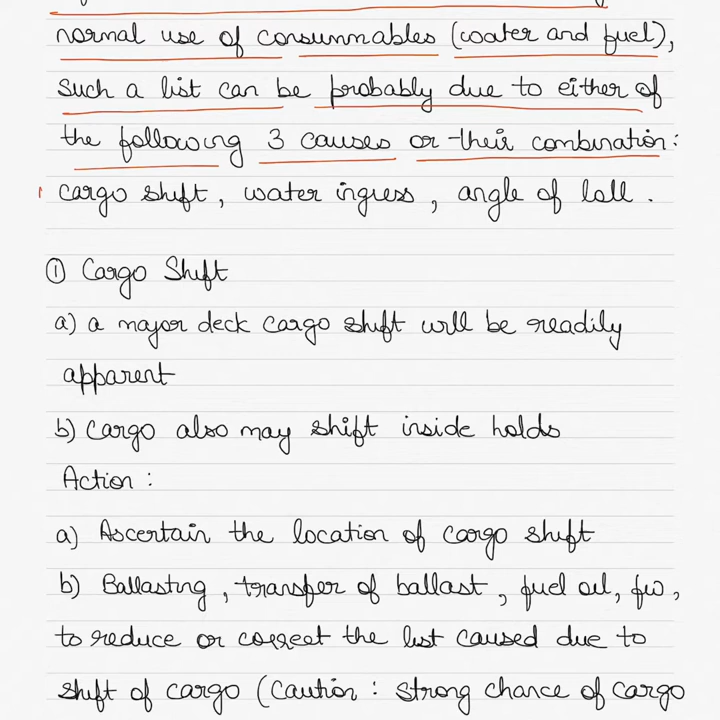 normal use of consummables (water and fuel),
such a list can be probably due to either of
the following 3 causes or their combination:
cargo shift, water ingress, angle of loll.
① Cargo Shift
a) a major deck cargo shift will be readily
apparent
b) cargo also may shift inside holds
Action:
a) Ascertain the location of cargo shift
b) Ballasting, transfer of ballast, fuel oil, fw,
to reduce or correct the list caused due to
shift of cargo (Caution: strong chance of cargo